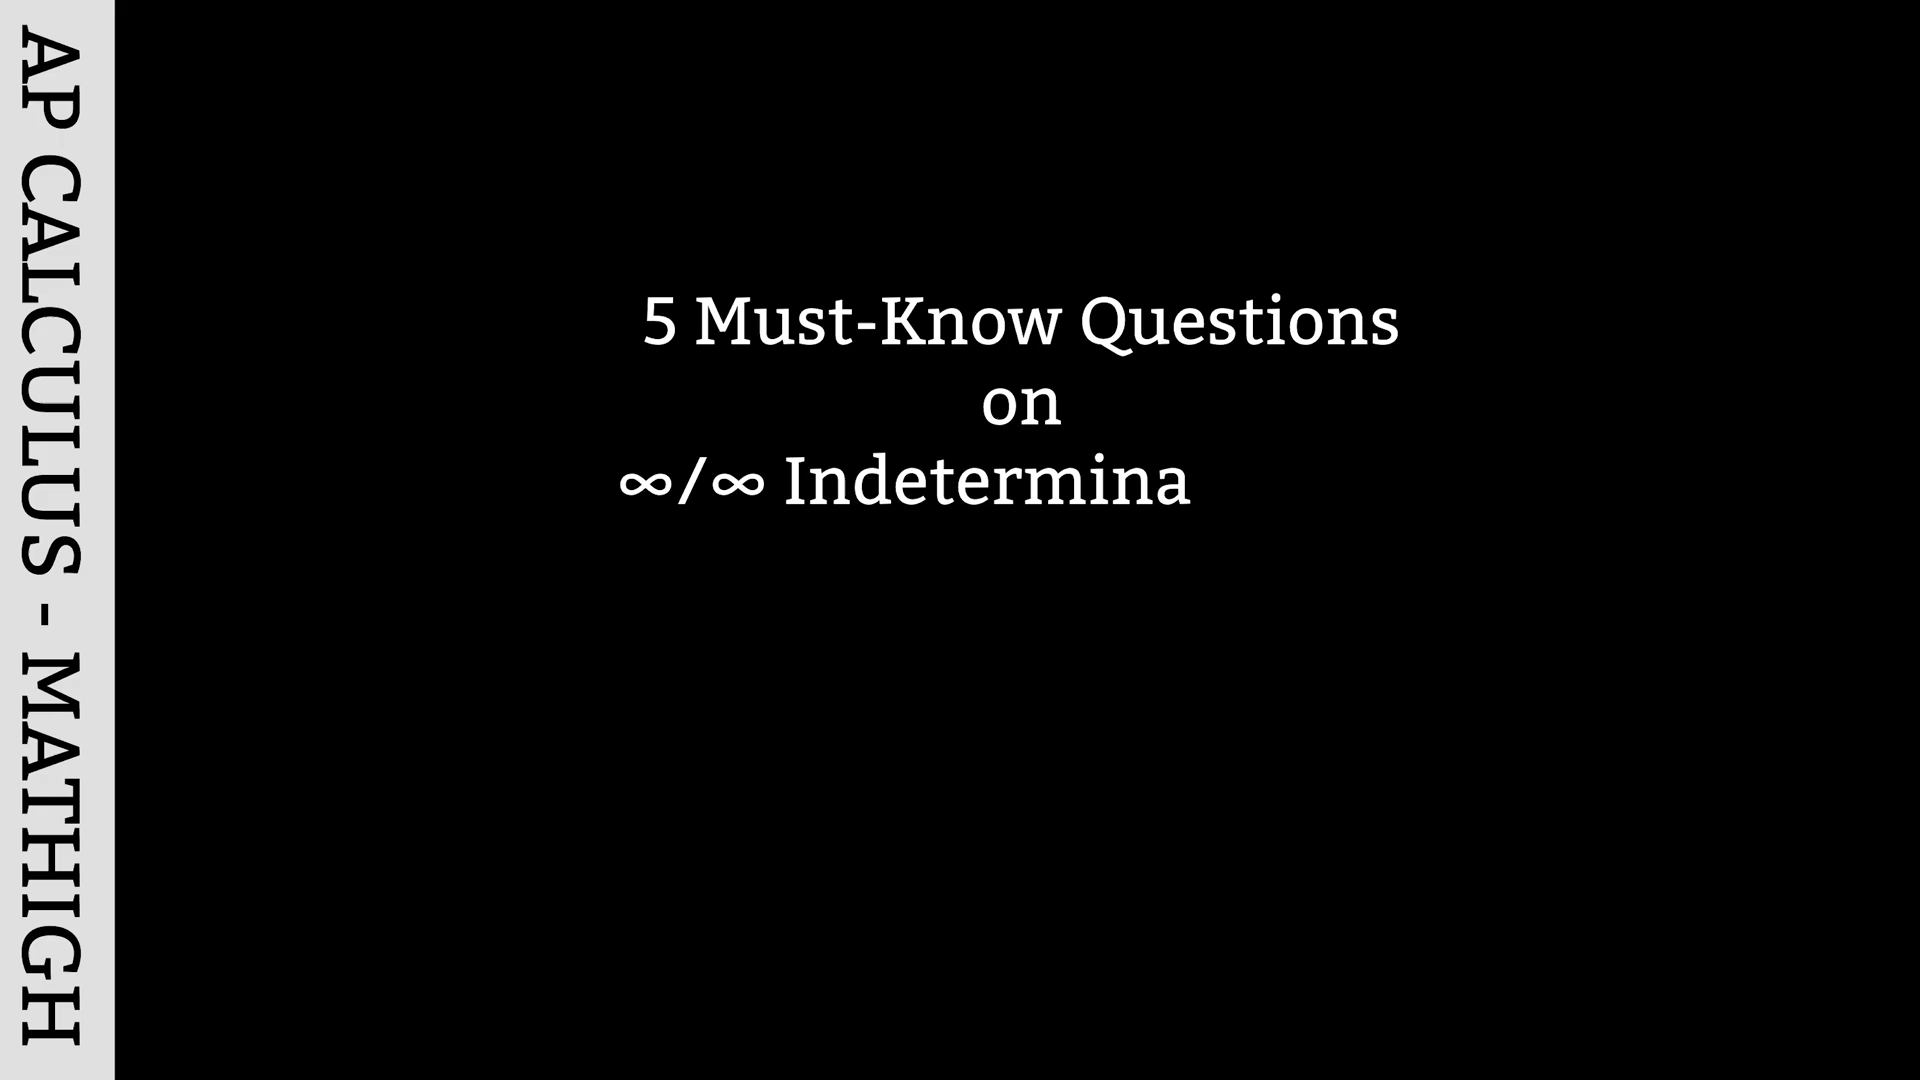 AP CALCULUS - MATHIGH
5 Must-Know Questions
on
∞/∞ Indetermina